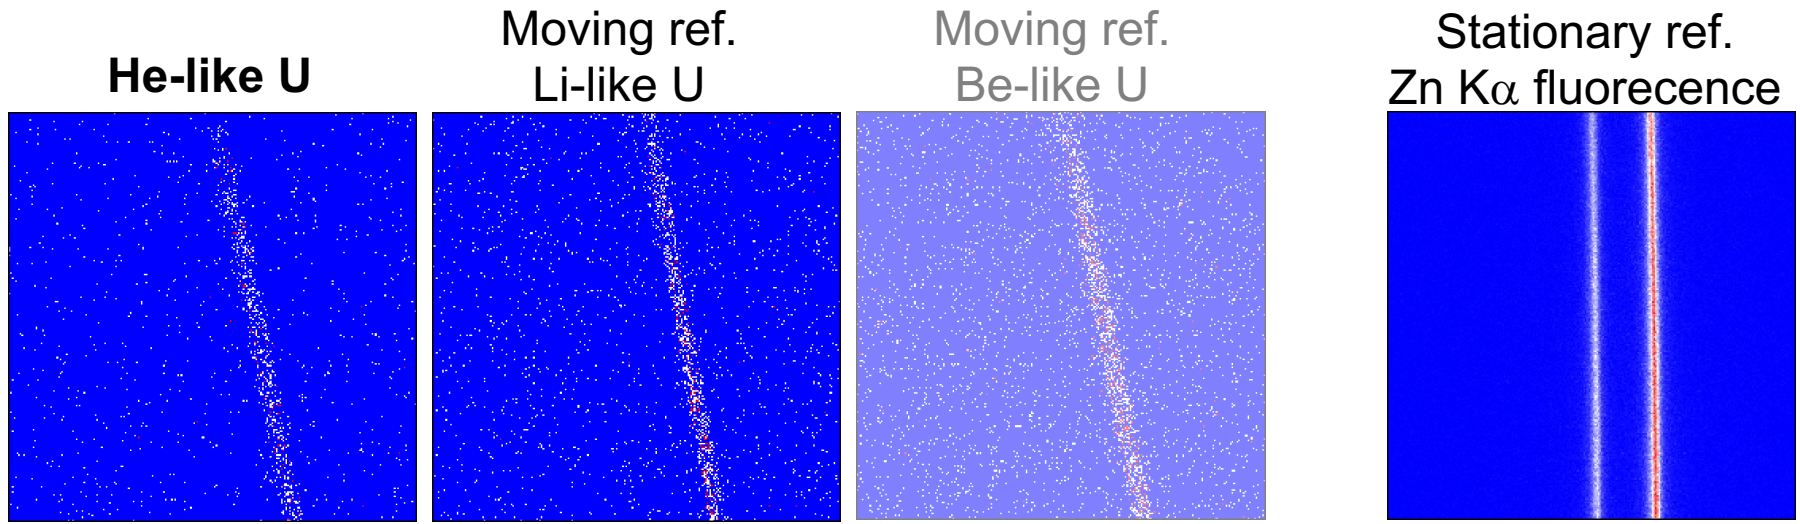 He-like U
Moving ref.
Li-like U
Moving ref.
Be-like U
Stationary ref.
Zn Kα fluorecence